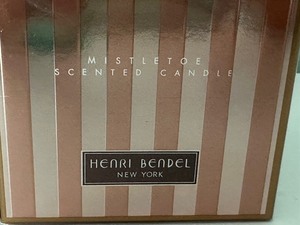 MISTLETOE
SCENTED CANDLE
HENRI BENDEL
NEW YORK